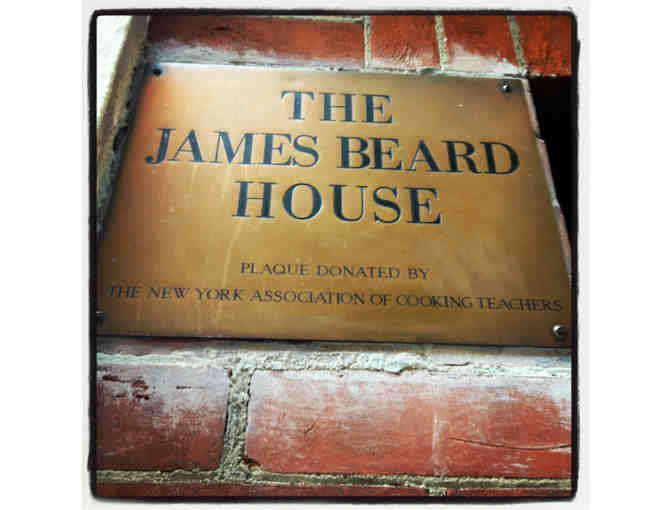 THE
JAMES BEARD
HOUSE
PLAQUE DONATED BY
THE NEW YORK ASSOCIATION OF COOKING TEACHERS